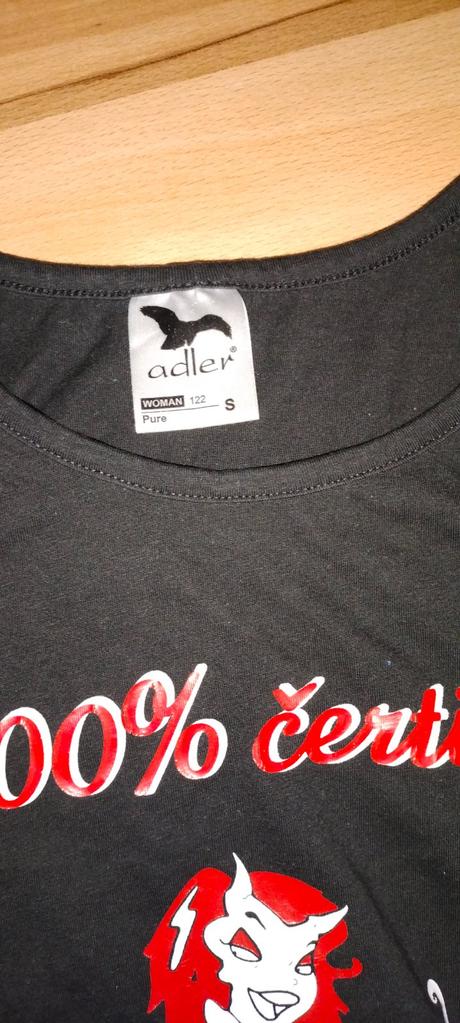 adler®
WOMAN 122
Pure S
00% čerti